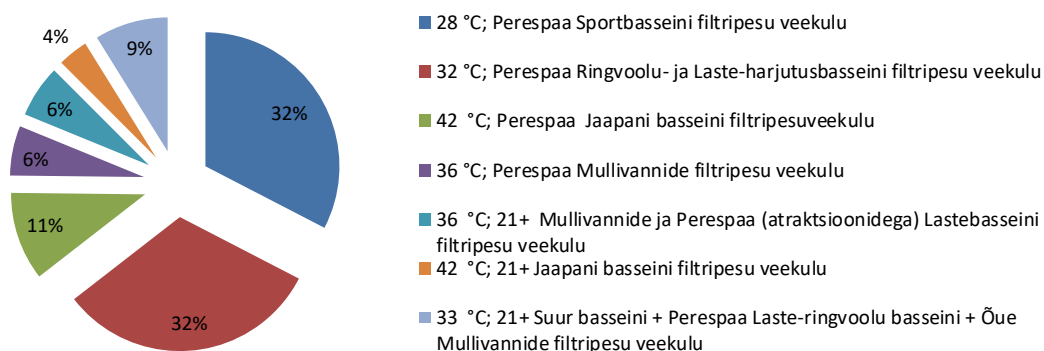 4%
9%
6%
6%
11%
32%
32%
28 °C; Perespaa Sportbasseini filtripesu veekulu
32 °C; Perespaa Ringvoolu- ja Laste-harjutusbasseini filtripesu veekulu
42 °C; Perespaa Jaapani basseini filtripesuveekulu
36 °C; Perespaa Mullivannide filtripesu veekulu
36 °C; 21+ Mullivannide ja Perespaa (atraktsioonidega) Lastebasseini
filtripesu veekulu
42 °C; 21+ Jaapani basseini filtripesu veekulu
33 °C; 21+ Suur basseini + Perespaa Laste-ringvoolu basseini + Õue
Mullivannide filtripesu veekulu